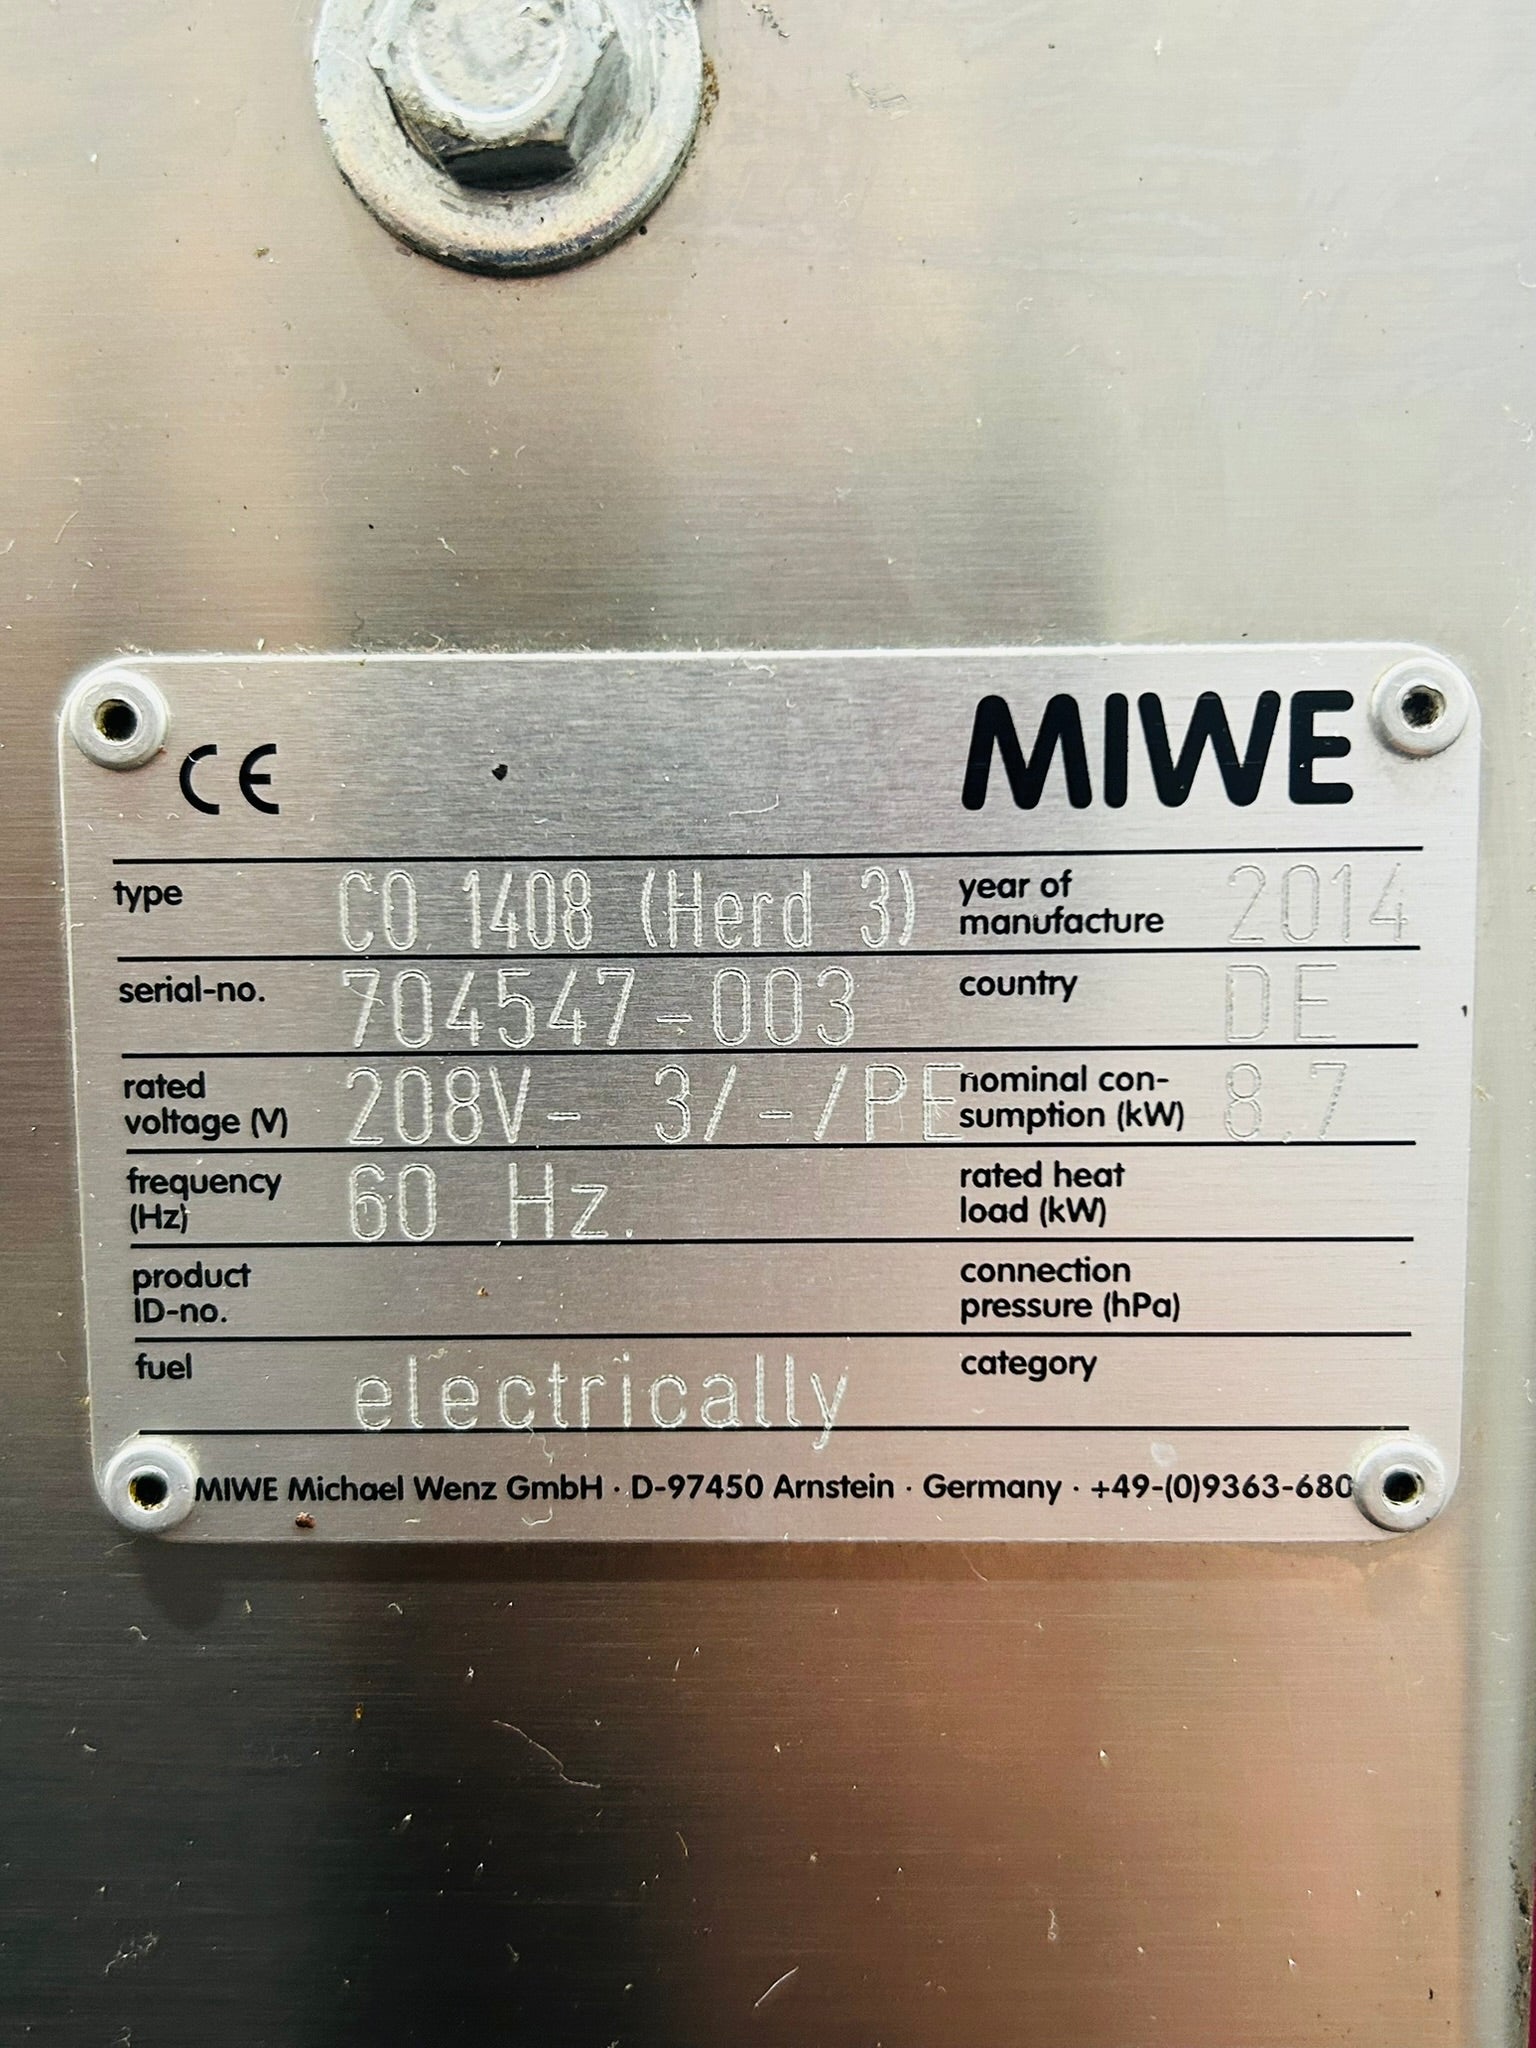 CE
MIWE
type CO 1408 (Herd 3) year of manufacture 2014
serial-no. 704547-003 country DE
rated voltage (V) 208V- 3/-/PE nominal con-sumption (kW) 8.7
frequency (Hz) 60 Hz. rated heat load (kW)
product ID-no. connection pressure (hPa)
fuel electrically category
MIWE Michael Wenz GmbH · D-97450 Arnstein · Germany · +49-(0)9363-680